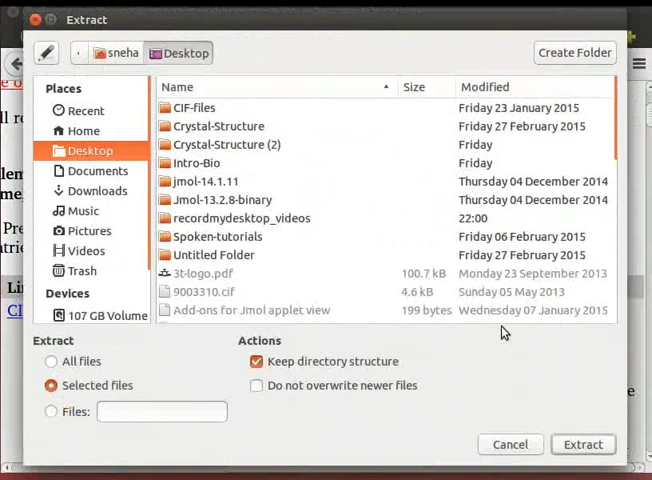 Extract
sneha Desktop Create Folder
Places
Recent
Home
Desktop
Documents
Downloads
Music
Pictures
Videos
Trash
Devices
107 GB Volume
Name Size Modified
CIF-files Friday 23 January 2015
Crystal-Structure Friday 27 February 2015
Crystal-Structure (2) Friday
Intro-Bio Friday
jmol-14.1.11 Thursday 04 December 2014
Jmol-13.2.8-binary Thursday 04 December 2014
recordmydesktop_videos 22:00
Spoken-tutorials Friday 06 February 2015
Untitled Folder Friday 27 February 2015
3t-logo.pdf 100.7 kB Monday 23 September 2013
9003310.cif 4.6 kB Sunday 05 May 2013
Add-ons for Jmol applet view 199 bytes Wednesday 07 January 2015
Extract
All files
Selected files
Files:
Actions
Keep directory structure
Do not overwrite newer files
Cancel Extract